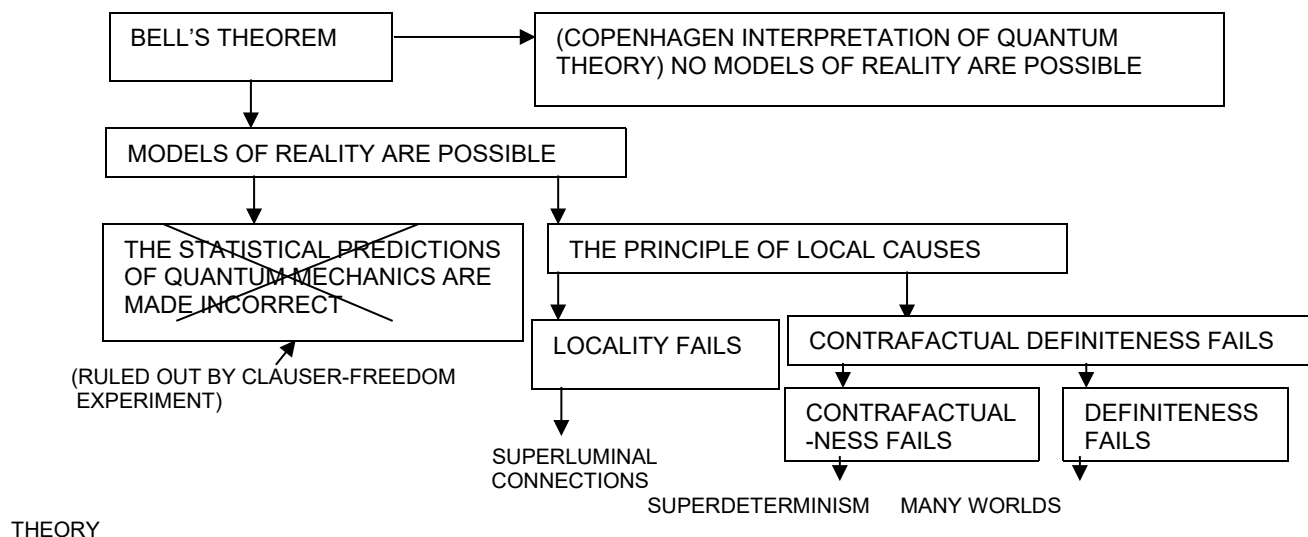 BELL'S THEOREM
(COPENHAGEN INTERPRETATION OF QUANTUM
THEORY) NO MODELS OF REALITY ARE POSSIBLE
MODELS OF REALITY ARE POSSIBLE
THE STATISTICAL PREDICTIONS
OF QUANTUM MECHANICS ARE
MADE INCORRECT
THE PRINCIPLE OF LOCAL CAUSES
(RULED OUT BY CLAUSER-FREEDOM
EXPERIMENT)
LOCALITY FAILS
CONTRAFACTUAL DEFINITENESS FAILS
CONTRAFACTUAL
-NESS FAILS
DEFINITENESS
FAILS
SUPERLUMINAL
CONNECTIONS
SUPERDETERMINISM
MANY WORLDS
THEORY